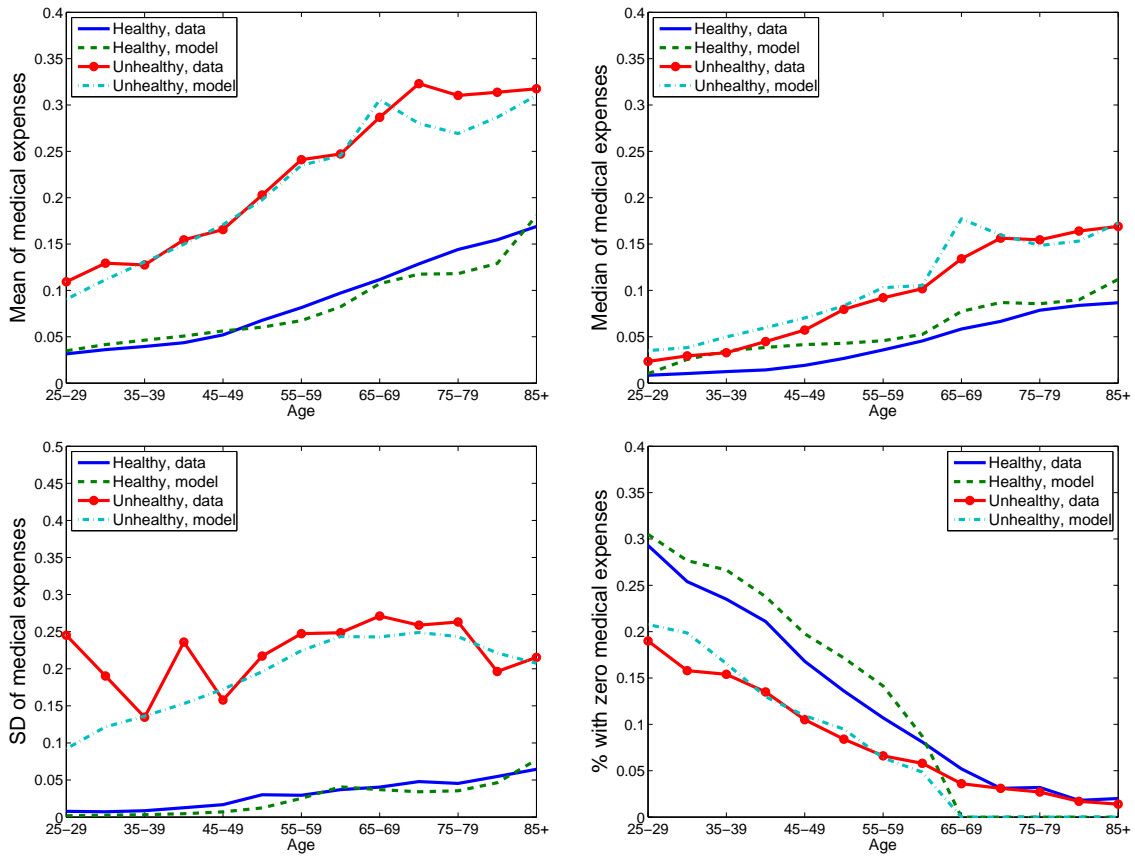 Healthy, data
Healthy, model
Unhealthy, data
Unhealthy, model
Mean of medical expenses
0.4
0.35
0.3
0.25
0.2
0.15
0.1
0.05
0
25−29 35−39 45−49 55−59 65−69 75−79 85+
Age
Healthy, data
Healthy, model
Unhealthy, data
Unhealthy, model
Median of medical expenses
0.4
0.35
0.3
0.25
0.2
0.15
0.1
0.05
0
25−29 35−39 45−49 55−59 65−69 75−79 85+
Age
Healthy, data
Healthy, model
Unhealthy, data
Unhealthy, model
SD of medical expenses
0.5
0.45
0.4
0.35
0.3
0.25
0.2
0.15
0.1
0.05
0
25−29 35−39 45−49 55−59 65−69 75−79 85+
Age
Healthy, data
Healthy, model
Unhealthy, data
Unhealthy, model
% with zero medical expenses
0.4
0.35
0.3
0.25
0.2
0.15
0.1
0.05
0
25−29 35−39 45−49 55−59 65−69 75−79 85+
Age